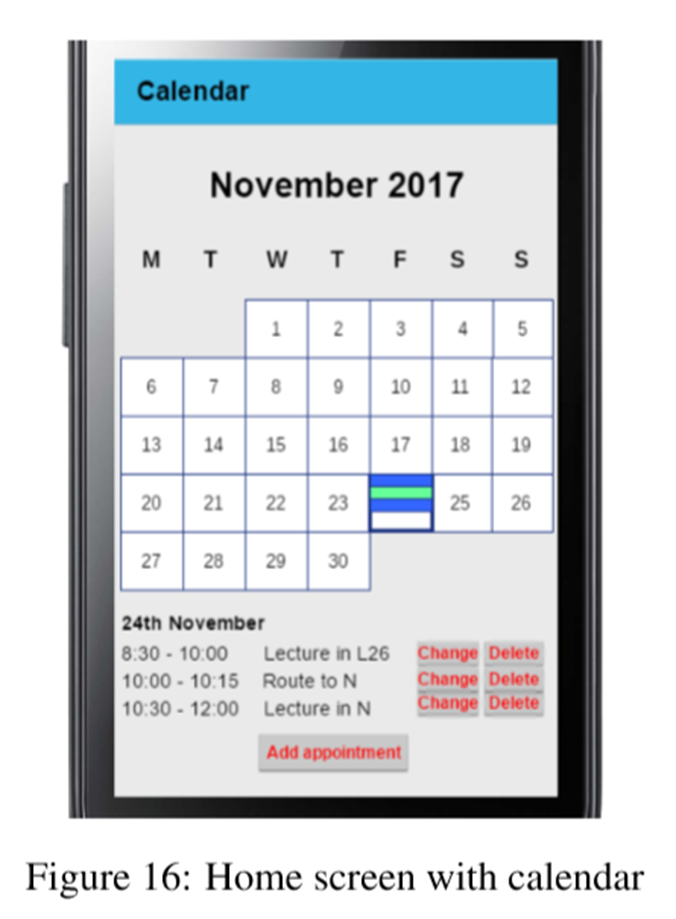 Calendar
November 2017
M T W T F S S
1 2 3 4 5
6 7 8 9 10 11 12
13 14 15 16 17 18 19
20 21 22 23 25 26
27 28 29 30
24th November
8:30 - 10:00 Lecture in L26 Change Delete
10:00 - 10:15 Route to N Change Delete
10:30 - 12:00 Lecture in N Change Delete
Add appointment
Figure 16: Home screen with calendar